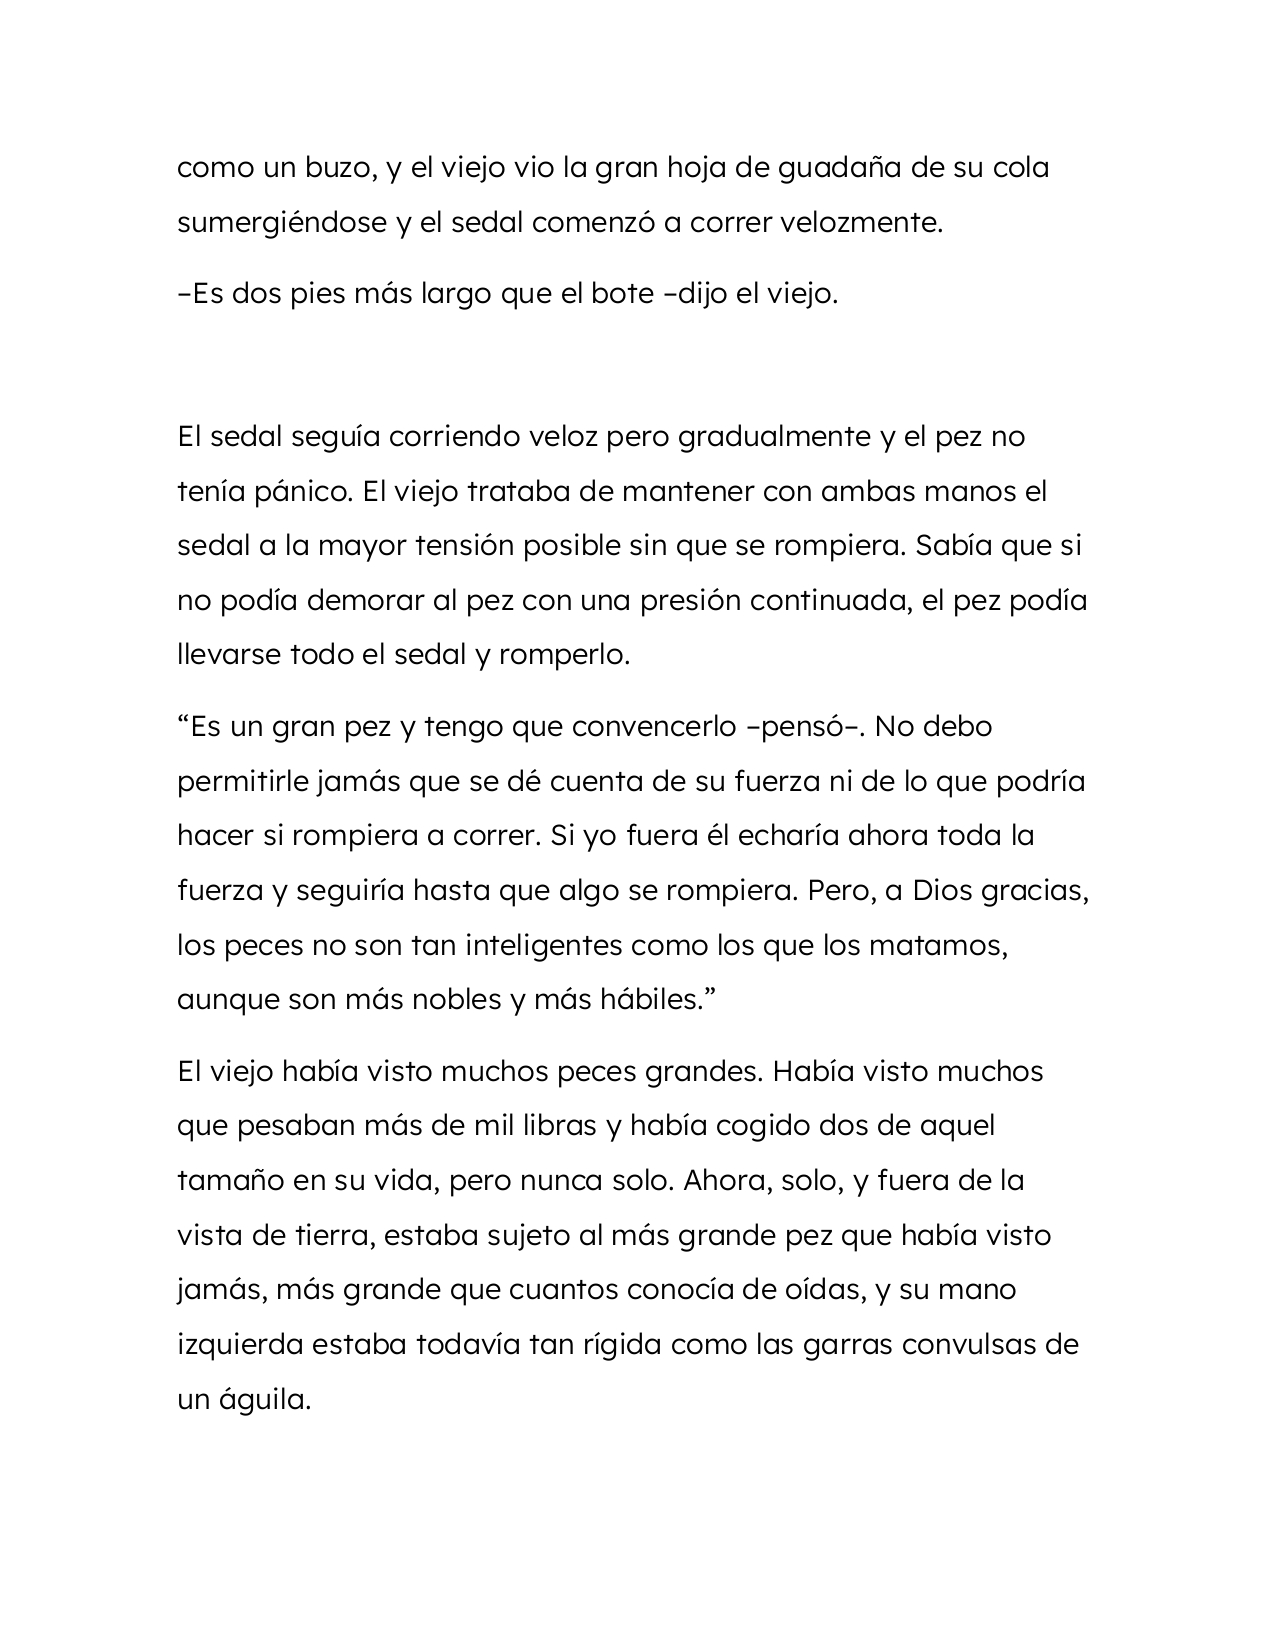 como un buzo, y el viejo vio la gran hoja de guadaña de su cola
sumergiéndose y el sedal comenzó a correr velozmente.
–Es dos pies más largo que el bote –dijo el viejo.
El sedal seguía corriendo veloz pero gradualmente y el pez no
tenía pánico. El viejo trataba de mantener con ambas manos el
sedal a la mayor tensión posible sin que se rompiera. Sabía que si
no podía demorar al pez con una presión continuada, el pez podía
llevarse todo el sedal y romperlo.
“Es un gran pez y tengo que convencerlo –pensó–. No debo
permitirle jamás que se dé cuenta de su fuerza ni de lo que podría
hacer si rompiera a correr. Si yo fuera él echaría ahora toda la
fuerza y seguiría hasta que algo se rompiera. Pero, a Dios gracias,
los peces no son tan inteligentes como los que los matamos,
aunque son más nobles y más hábiles.”
El viejo había visto muchos peces grandes. Había visto muchos
que pesaban más de mil libras y había cogido dos de aquel
tamaño en su vida, pero nunca solo. Ahora, solo, y fuera de la
vista de tierra, estaba sujeto al más grande pez que había visto
jamás, más grande que cuantos conocía de oídas, y su mano
izquierda estaba todavía tan rígida como las garras convulsas de
un águila.